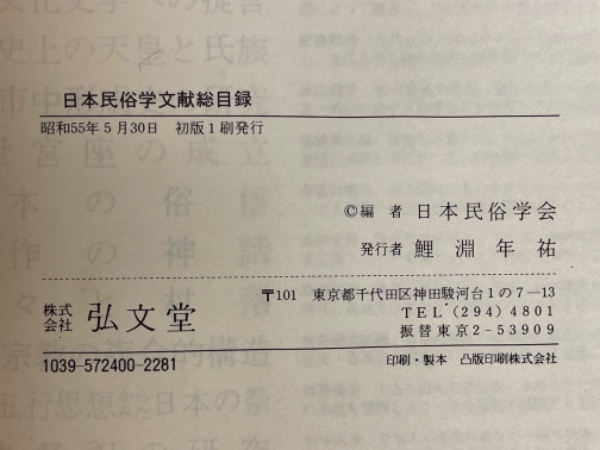 日本民俗学文献総目録
昭和55年5月30日 初版1刷発行
©編者 日本民俗学会
発行者 鯉淵年祐
株式会社 弘文堂
〒101 東京都千代田区神田駿河台1の7―13
TEL (294) 4801
振替東京2-53909
1039-572400-2281
印刷・製本 凸版印刷株式会社